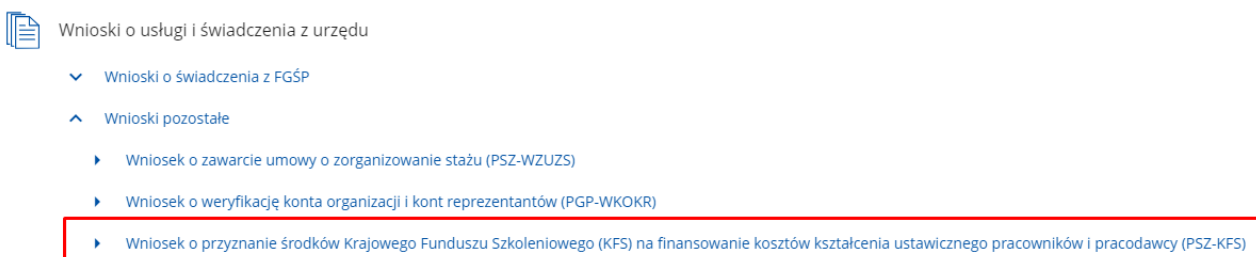 Wnioski o usługi i świadczenia z urzędu
Wnioski o świadczenia z FGŚP
Wnioski pozostałe
Wniosek o zawarcie umowy o zorganizowanie stażu (PSZ-WZUZS)
Wniosek o weryfikację konta organizacji i kont reprezentantów (PGP-WKOKR)
Wniosek o przyznanie środków Krajowego Funduszu Szkoleniowego (KFS) na finansowanie kosztów kształcenia ustawicznego pracowników i pracodawcy (PSZ-KFS)